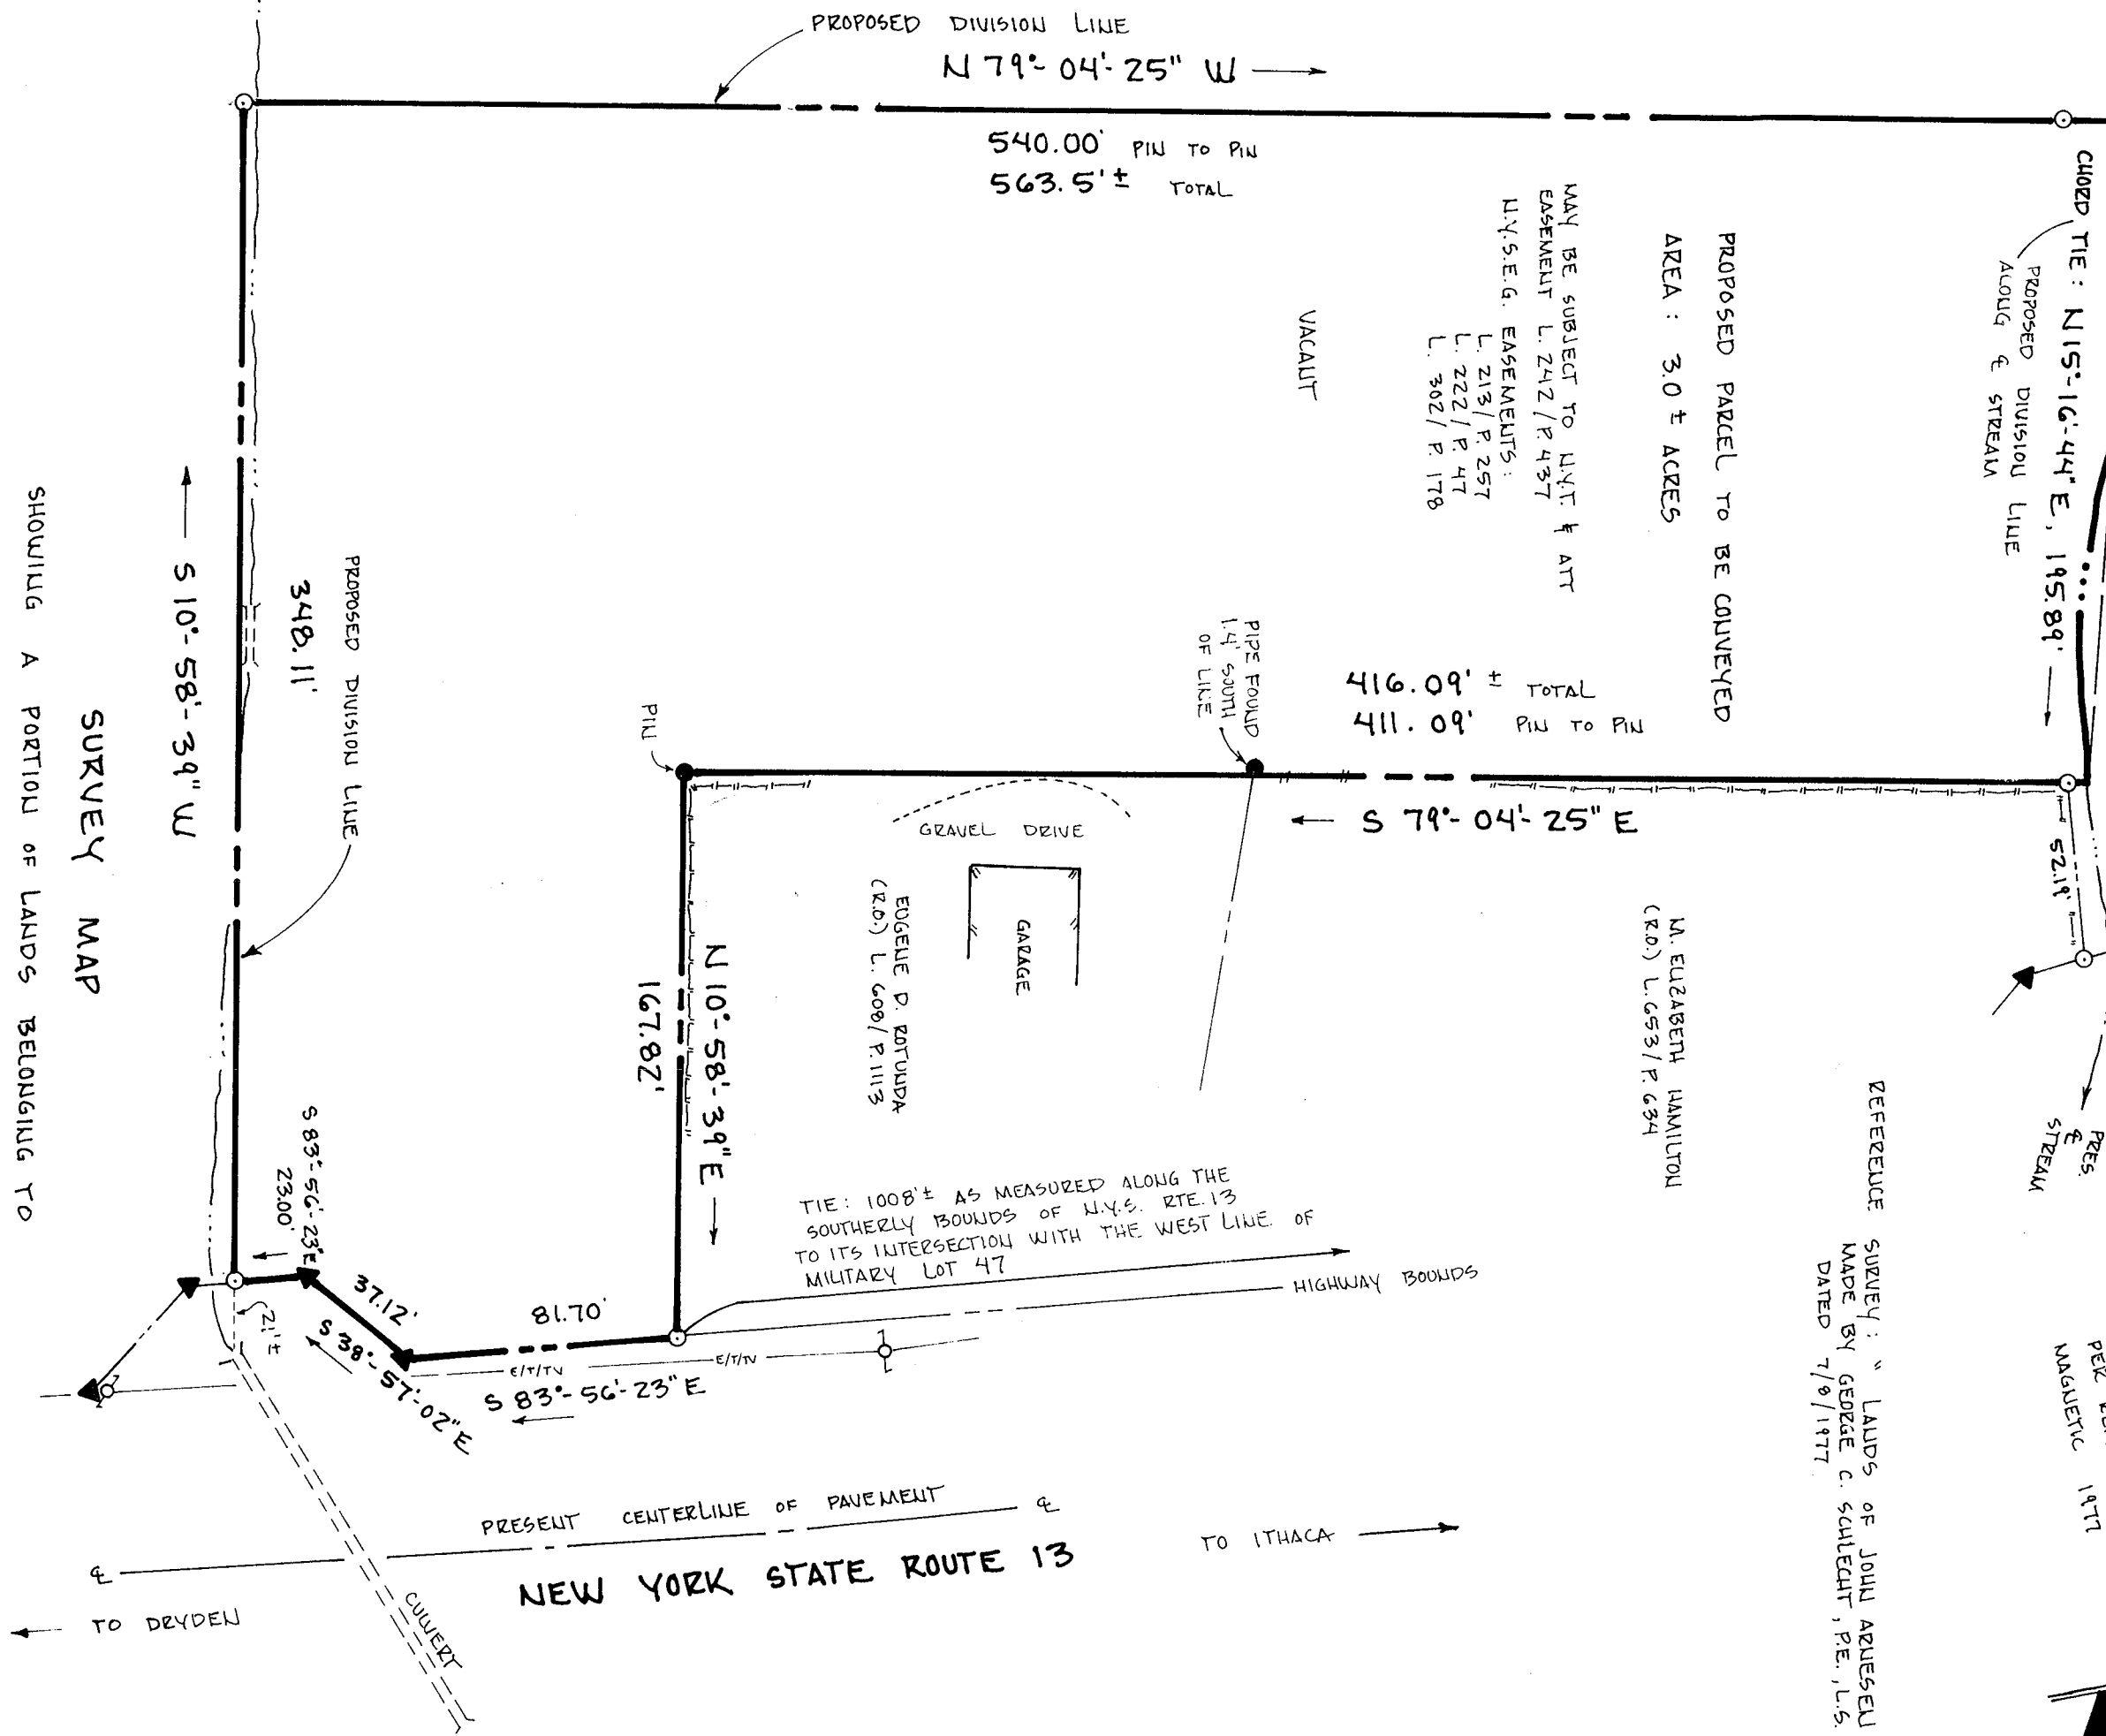 PROPOSED DIVISION LINE
N 79°- 04'- 25" W
540.00' PIN TO PIN
563.5'± TOTAL
CHORD TIE: N 15°-16'-44" E, 195.89'
PROPOSED DIVISION LINE
ALONG ℄ STREAM
PROPOSED PARCEL TO BE CONVEYED
AREA : 3.0 ± ACRES
MAY BE SUBJECT TO N.Y.T. & ATT
EASEMENT L. 242 / P. 437
N.Y.S.E.G. EASEMENTS:
L. 213 / P. 257
L. 222 / P. 47
L. 302 / P. 178
VACANT
416.09' ± TOTAL
411.09' PIN TO PIN
S 79°- 04'- 25" E
PIPE FOUND
1.4' SOUTH
OF LINE
PIN
52.19'
GRAVEL DRIVE
GARAGE
EUGENE D. ROTUNDA
(R.O.) L. 608 / P. 1113
M. ELIZABETH HAMILTON
(R.O.) L. 653 / P. 634
N 10°- 58'- 39" E
167.82'
PROPOSED DIVISION LINE
348.11'
S 10°- 58'- 39" W
SURVEY MAP
SHOWING A PORTION OF LANDS BELONGING TO
S 83°- 56'- 23" E
23.00'
37.12'
S 38°- 57'- 02" E
21'±
81.70'
E/T/TV
E/T/TV
S 83°- 56'- 23" E
TIE: 1008'± AS MEASURED ALONG THE
SOUTHERLY BOUNDS OF N.Y.S. RTE. 13
TO ITS INTERSECTION WITH THE WEST LINE OF
MILITARY LOT 47
HIGHWAY BOUNDS
PRES.
℄
STREAM
REFERENCE SURVEY: " LANDS OF JOHN ARNESEN
MADE BY GEORGE C. SCHLECHT, P.E., L.S.
DATED 7/8/1977
PER
MAGNETIC 1977
PRESENT CENTERLINE OF PAVEMENT ℄
℄
NEW YORK STATE ROUTE 13
TO ITHACA
TO DRYDEN
CULVERT